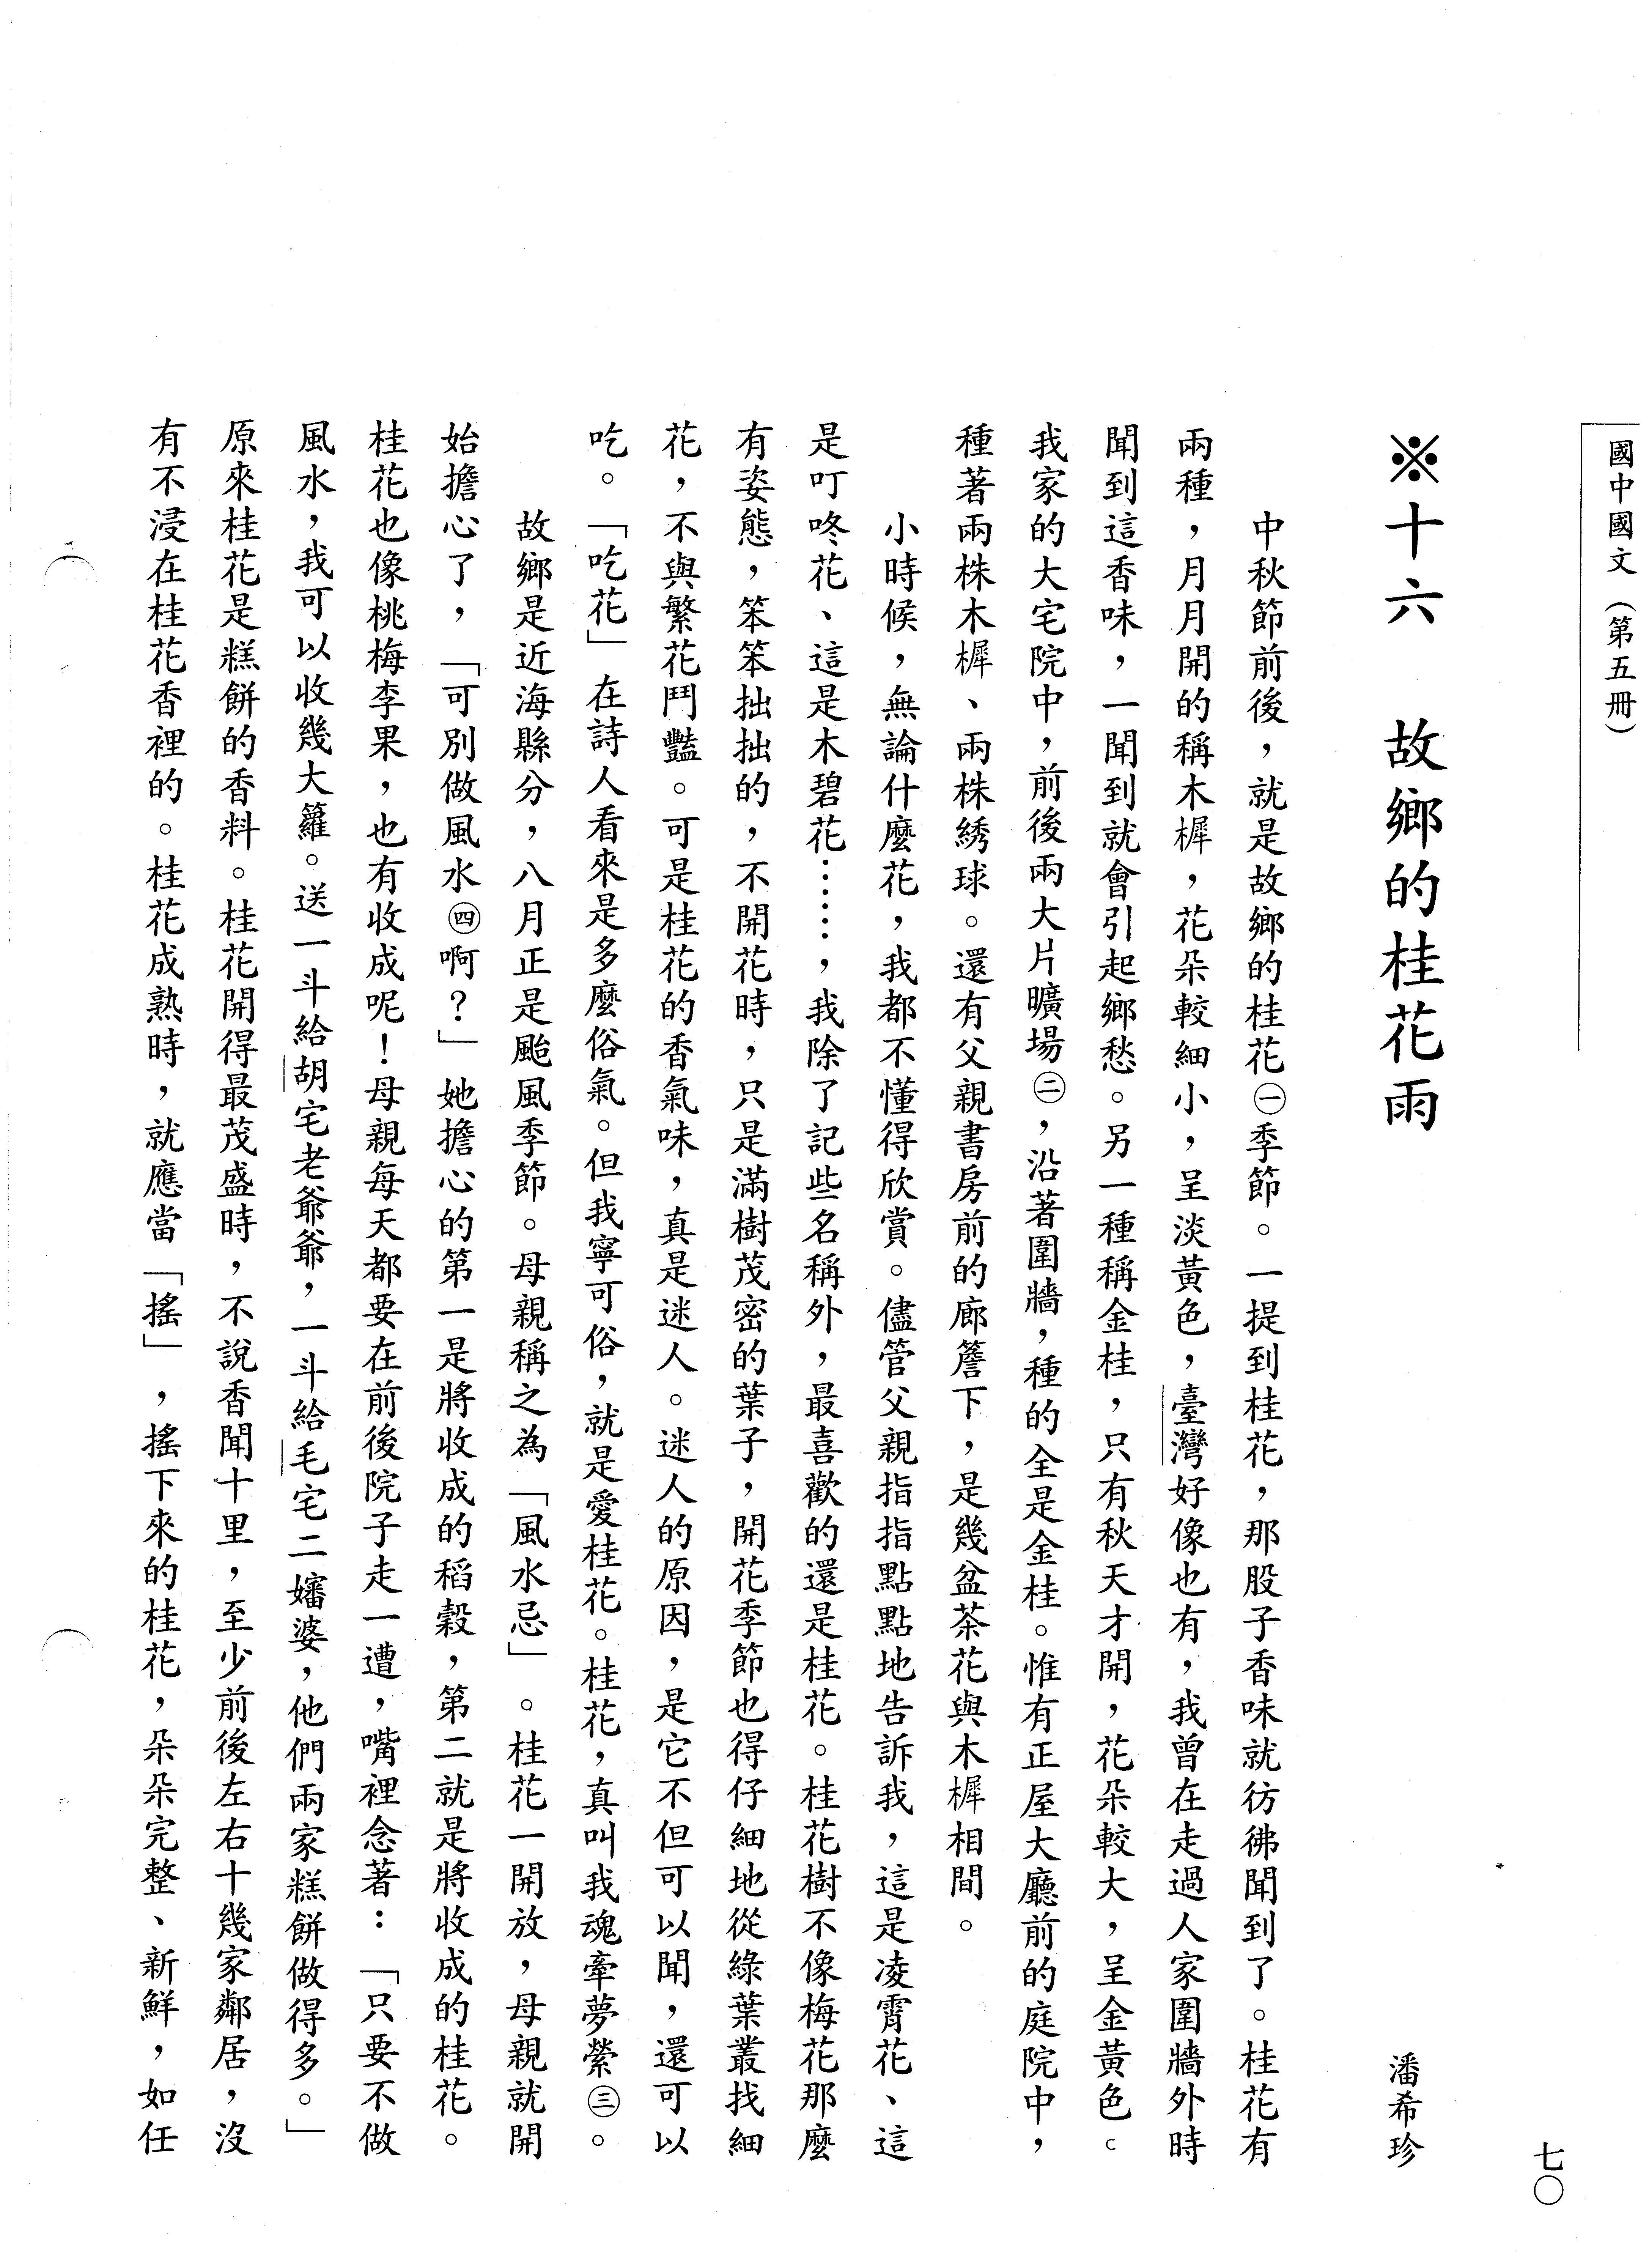 國中國文（第五冊）
七〇
※十六　故鄉的桂花雨
潘希珍
中秋節前後，就是故鄉的桂花㊀季節。一提到桂花，那股子香味就彷彿聞到了。桂花有
兩種，月月開的稱木樨，花朵較細小，呈淡黃色，臺灣好像也有，我曾在走過人家圍牆外時
聞到這香味，一聞到就會引起鄉愁。另一種稱金桂，只有秋天才開，花朵較大，呈金黃色。
我家的大宅院中，前後兩大片曠場㊁，沿著圍牆，種的全是金桂。惟有正屋大廳前的庭院中，
種著兩株木樨、兩株綉球。還有父親書房前的廊簷下，是幾盆茶花與木樨相間。
小時候，無論什麼花，我都不懂得欣賞。儘管父親指指點點地告訴我，這是凌霄花、這
是叮咚花、這是木碧花……，我除了記些名稱外，最喜歡的還是桂花。桂花樹不像梅花那麼
有姿態，笨笨拙拙的，不開花時，只是滿樹茂密的葉子，開花季節也得仔細地從綠葉叢找細
花，不與繁花鬥豔。可是桂花的香氣味，真是迷人。迷人的原因，是它不但可以聞，還可以
吃。「吃花」在詩人看來是多麼俗氣。但我寧可俗，就是愛桂花。桂花，真叫我魂牽夢縈㊂。
故鄉是近海縣分，八月正是颱風季節。母親稱之為「風水忌」。桂花一開放，母親就開
始擔心了，「可別做風水㊃啊？」她擔心的第一是將收成的稻穀，第二就是將收成的桂花。
桂花也像桃梅李果，也有收成呢！母親每天都要在前後院子走一遭，嘴裡念著：「只要不做
風水，我可以收幾大籮。送一斗給胡宅老爺爺，一斗給毛宅二嬸婆，他們兩家糕餅做得多。」
原來桂花是糕餅的香料。桂花開得最茂盛時，不說香聞十里，至少前後左右十幾家鄰居，沒
有不浸在桂花香裡的。桂花成熟時，就應當「搖」，搖下來的桂花，朵朵完整、新鮮，如任